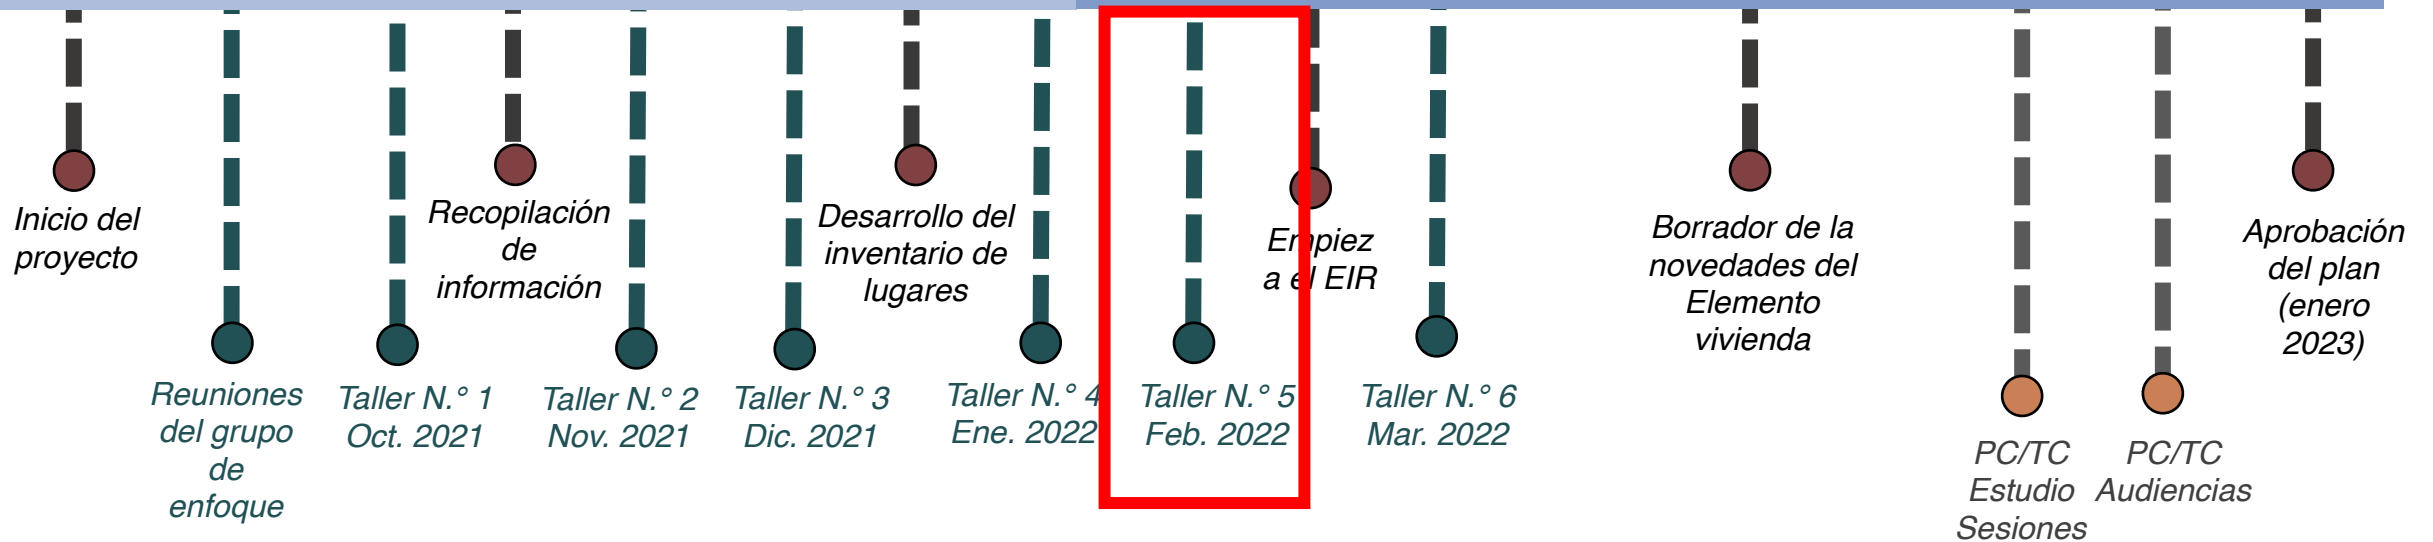 Inicio del
proyecto
Reuniones
del grupo
de
enfoque
Taller N.° 1
Oct. 2021
Recopilación
de
información
Taller N.° 2
Nov. 2021
Taller N.° 3
Dic. 2021
Desarrollo del
inventario de
lugares
Taller N.° 4
Ene. 2022
Taller N.° 5
Feb. 2022
Empiez
a el EIR
Taller N.° 6
Mar. 2022
Borrador de la
novedades del
Elemento
vivienda
PC/TC
Estudio
Sesiones
PC/TC
Audiencias
Aprobación
del plan
(enero
2023)